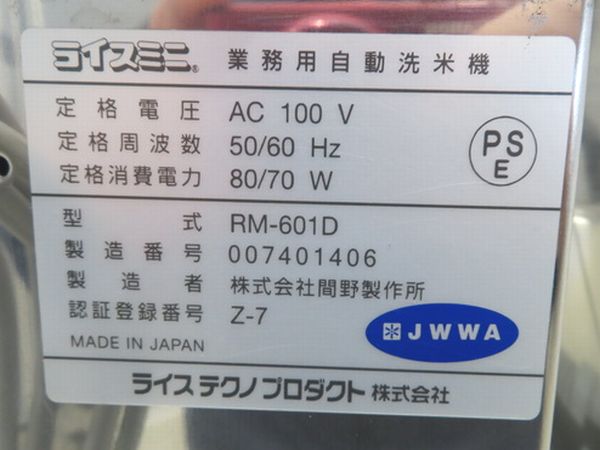 ライスミニ® 業務用自動洗米機
定格電圧 AC 100 V
定格周波数 50/60 Hz
定格消費電力 80/70 W
PS
E
型式 RM-601D
製造番号 007401406
製造者 株式会社間野製作所
認証登録番号 Z-7
JWWA
MADE IN JAPAN
ライステクノプロダクト株式会社